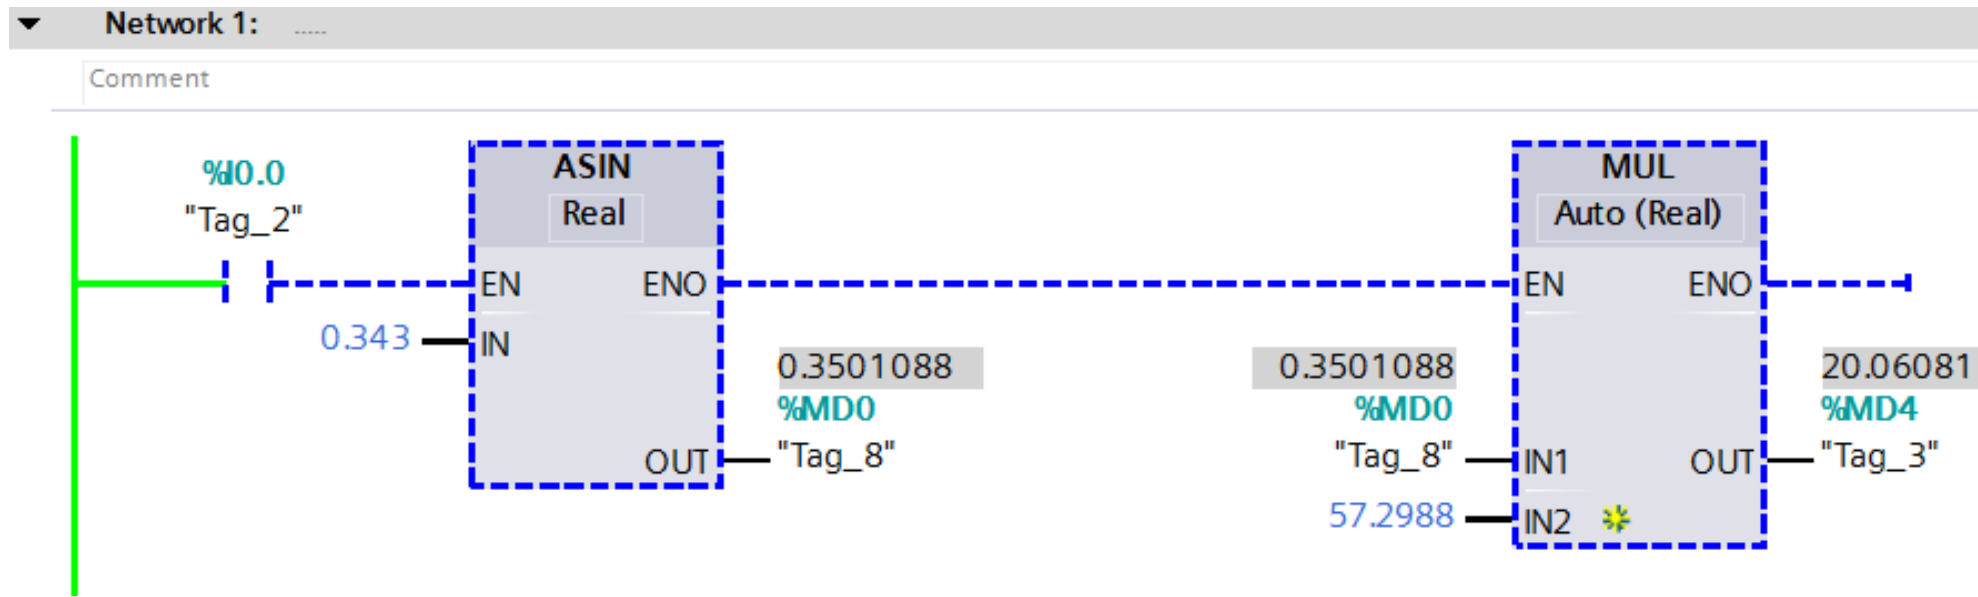 Network 1: .....
Comment
%I0.0
"Tag_2"
ASIN
Real
EN ENO
0.343 IN
0.3501088
%MD0
OUT "Tag_8"
MUL
Auto (Real)
EN ENO
0.3501088
%MD0
"Tag_8" IN1
57.2988 IN2
20.06081
%MD4
OUT "Tag_3"